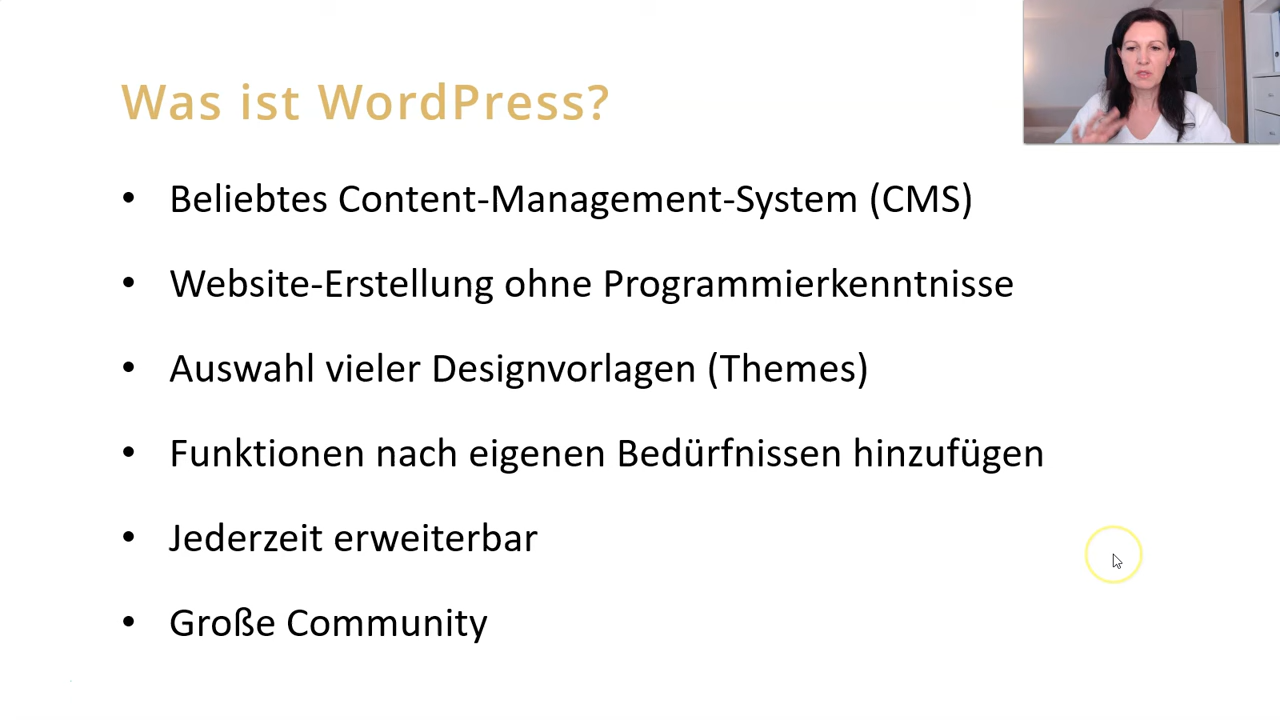 Was ist WordPress?
• Beliebtes Content-Management-System (CMS)
• Website-Erstellung ohne Programmierkenntnisse
• Auswahl vieler Designvorlagen (Themes)
• Funktionen nach eigenen Bedürfnissen hinzufügen
• Jederzeit erweiterbar
• Große Community